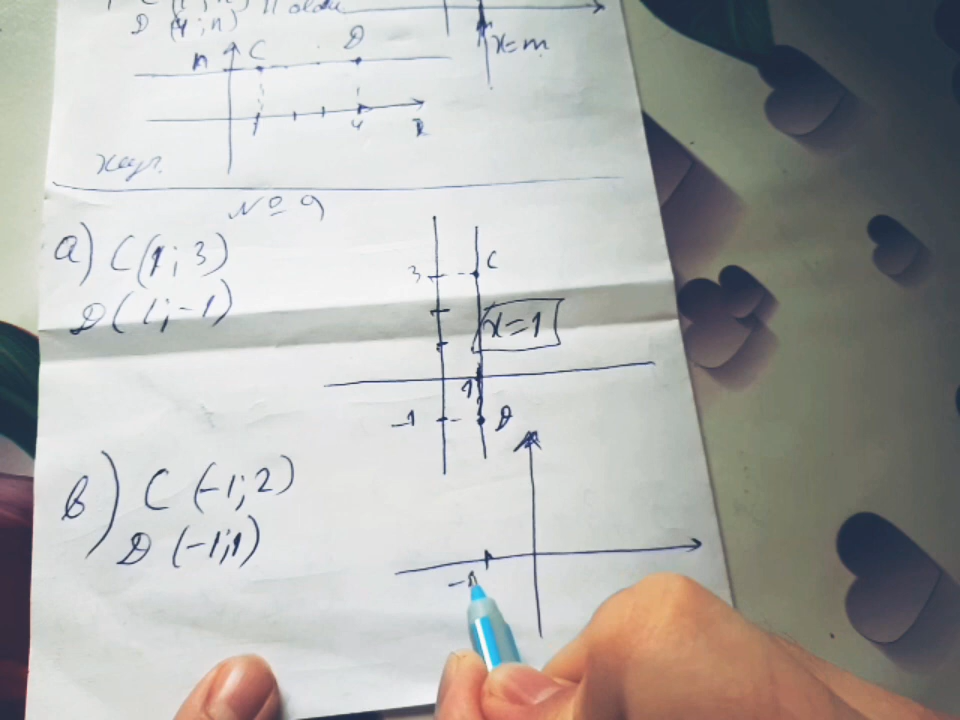 D (4; n)
x=m
n C D
1 4 x
№ 9
a) C(1; 3)
D(1; -1)
3 C
x=1
1
-1 D
b) C (-1; 2)
D (-1; 1)
-1